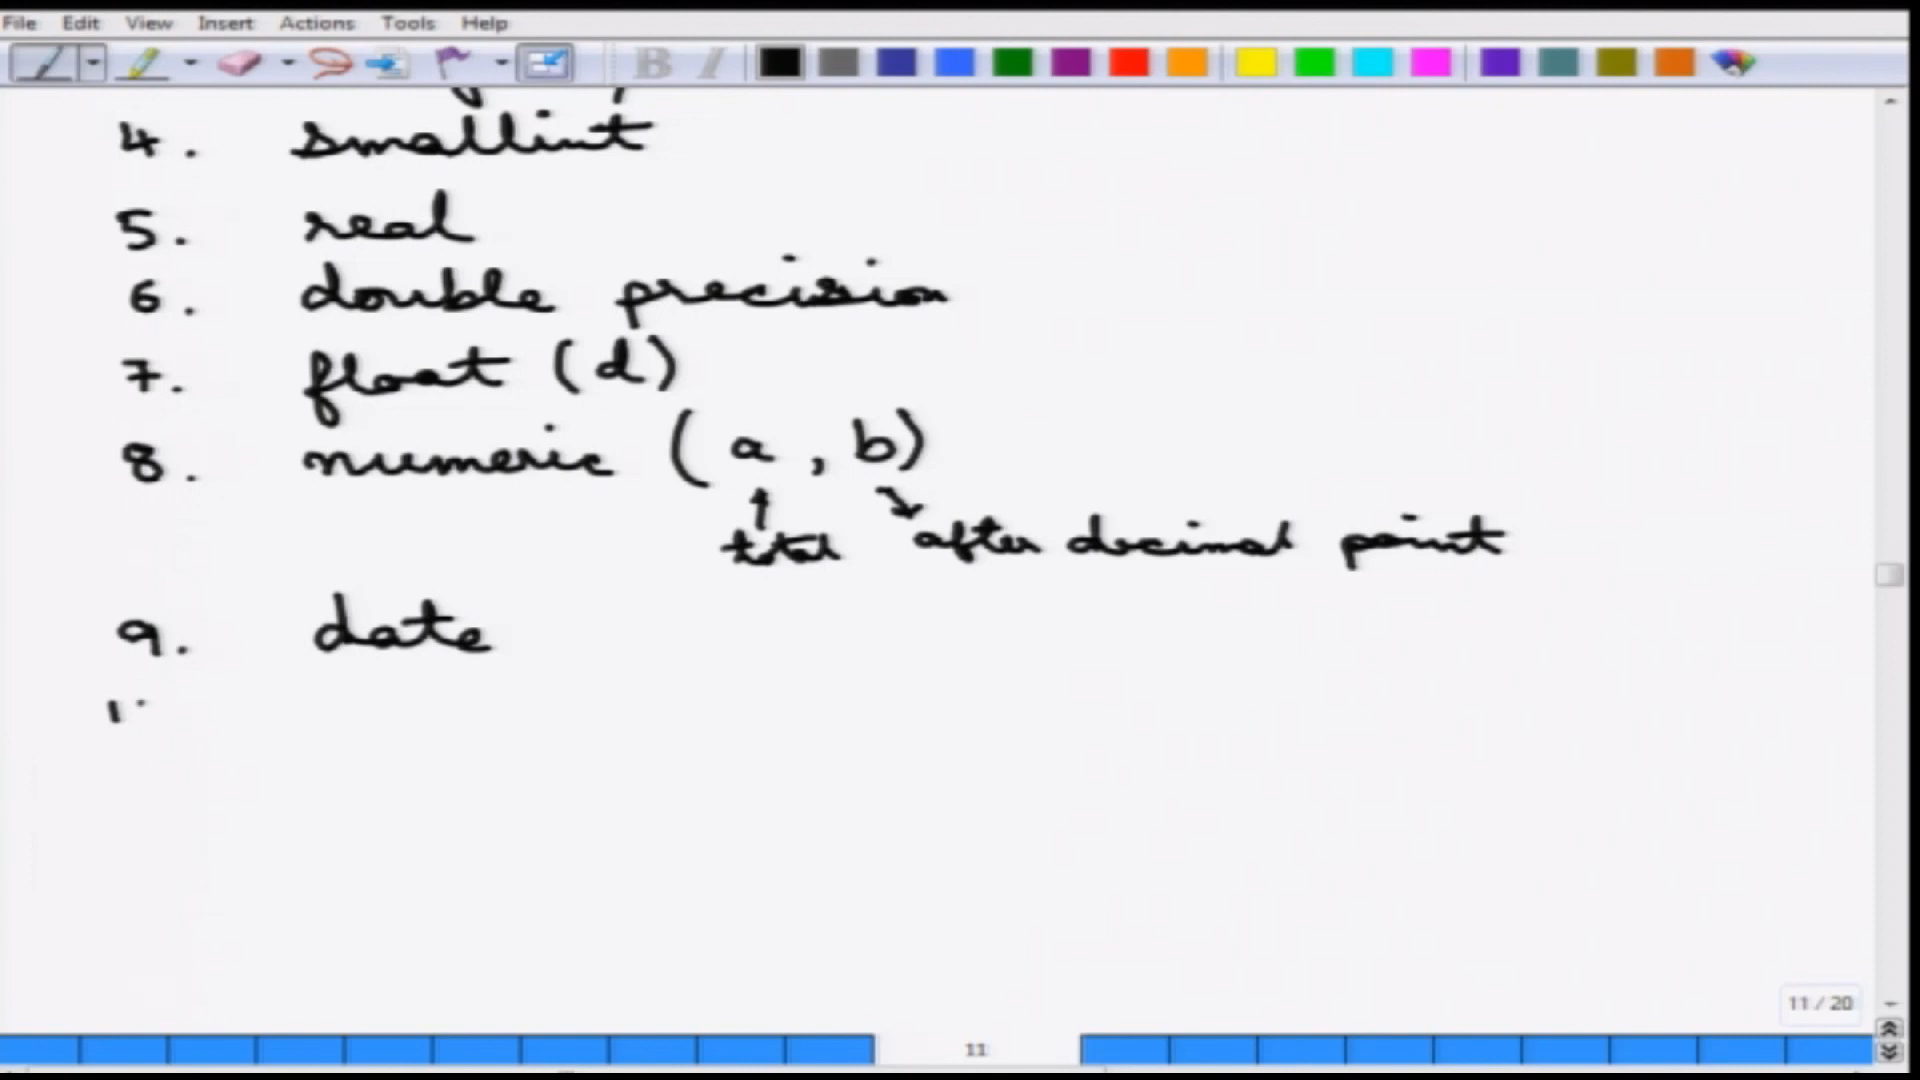 File Edit View Insert Actions Tools Help
B I
4. smallint
5. real
6. double precision
7. float (d)
8. numeric (a, b)
total after decimal point
9. date
11 / 20
11